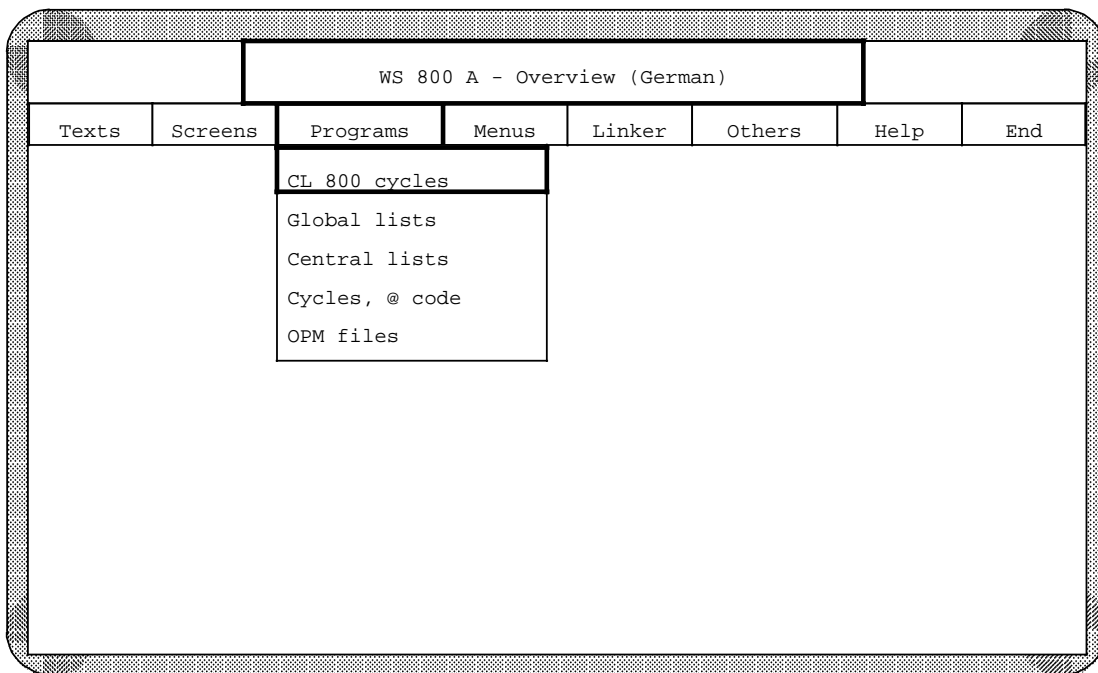 WS 800 A - Overview (German)
Texts Screens Programs Menus Linker Others Help End
CL 800 cycles
Global lists
Central lists
Cycles, @ code
OPM files